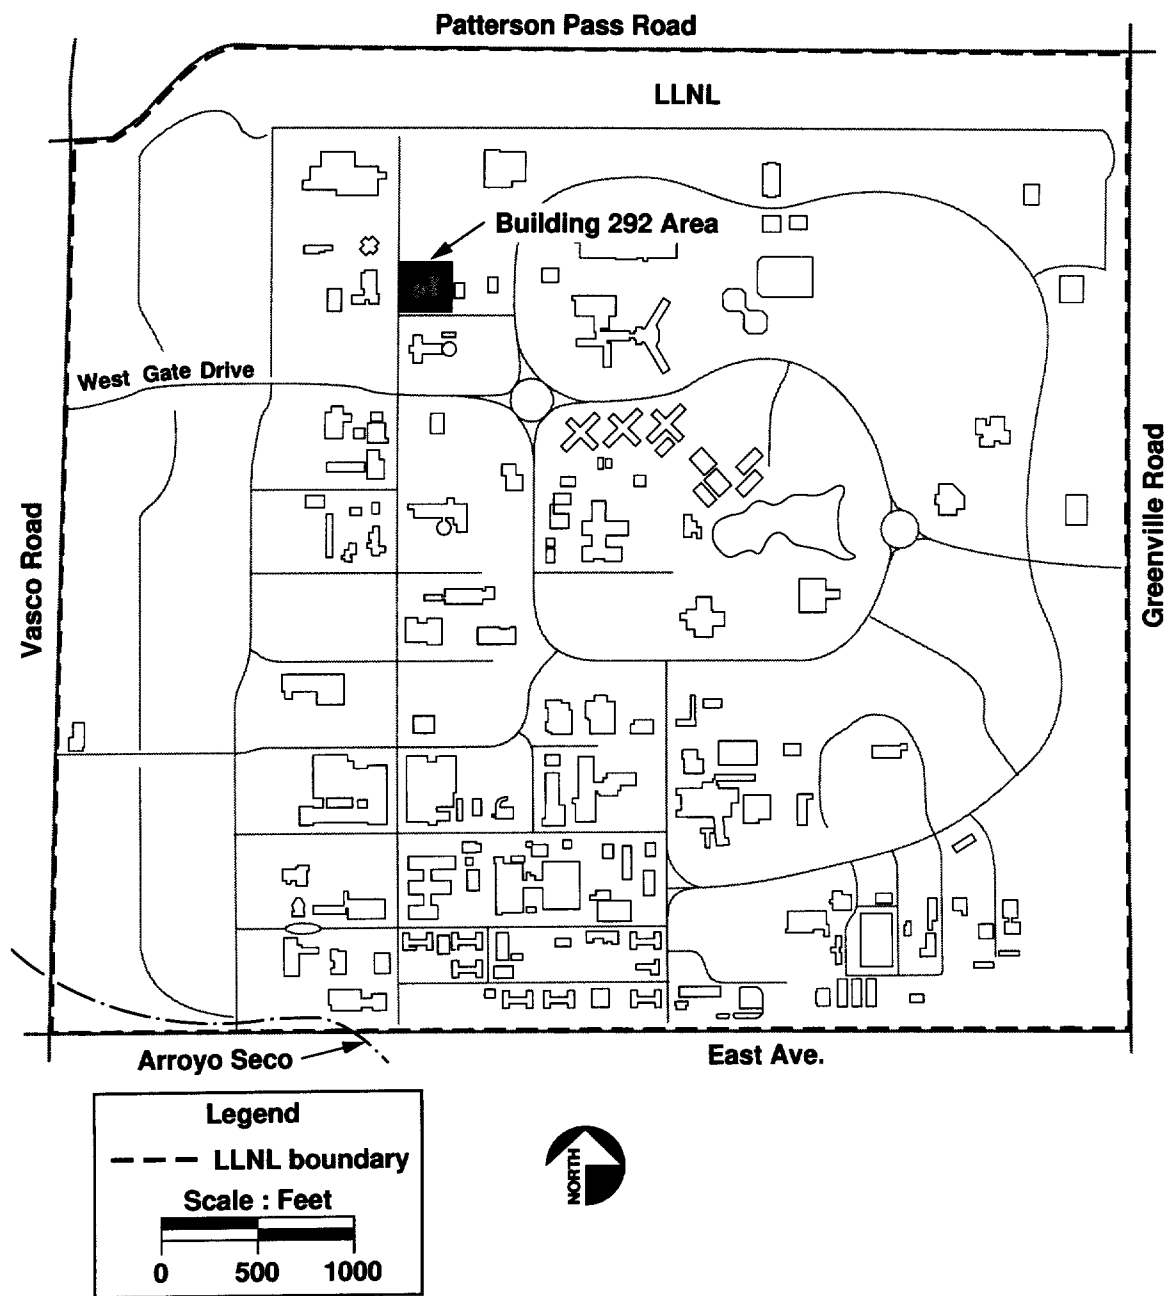 Patterson Pass Road
LLNL
Building 292 Area
West Gate Drive
Vasco Road
Greenville Road
Arroyo Seco
East Ave.
Legend
LLNL boundary
Scale : Feet
0 500 1000
NORTH